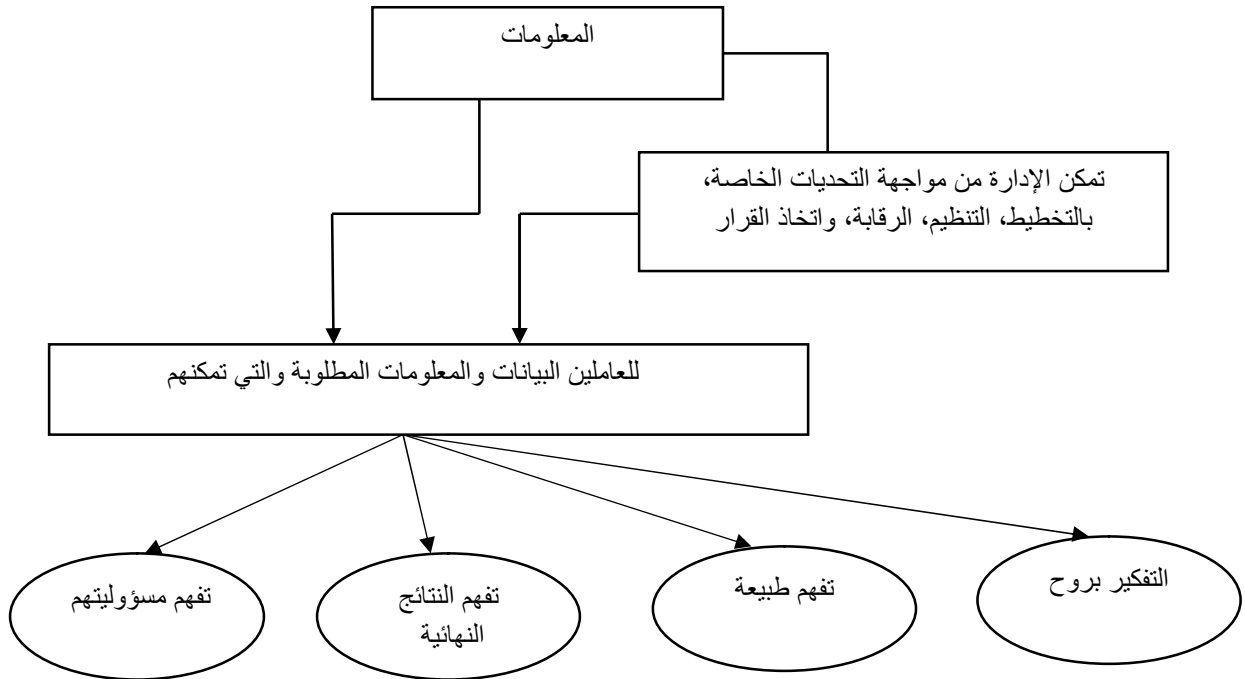 المعلومات
تمكن الإدارة من مواجهة التحديات الخاصة،
بالتخطيط، التنظيم، الرقابة، واتخاذ القرار
للعاملين البيانات والمعلومات المطلوبة والتي تمكنهم
التفكير بروح
تفهم طبيعة
تفهم النتائج
النهائية
تفهم مسؤوليتهم